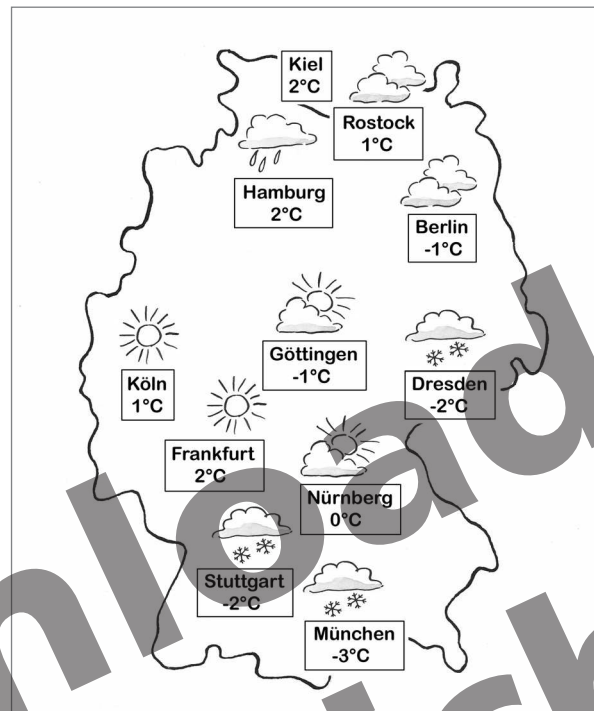 Kiel
2°C
Rostock
1°C
Hamburg
2°C
Berlin
-1°C
Göttingen
-1°C
Köln
1°C
Dresden
-2°C
Frankfurt
2°C
Nürnberg
0°C
Stuttgart
-2°C
München
-3°C